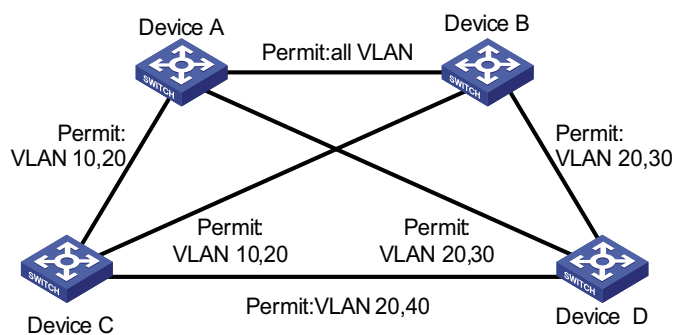 Device A
Device B
Permit:all VLAN
SWITCH
SWITCH
Permit:
VLAN 10,20
Permit:
VLAN 20,30
Permit:
VLAN 10,20
Permit:
VLAN 20,30
SWITCH
SWITCH
Permit:VLAN 20,40
Device C
Device D